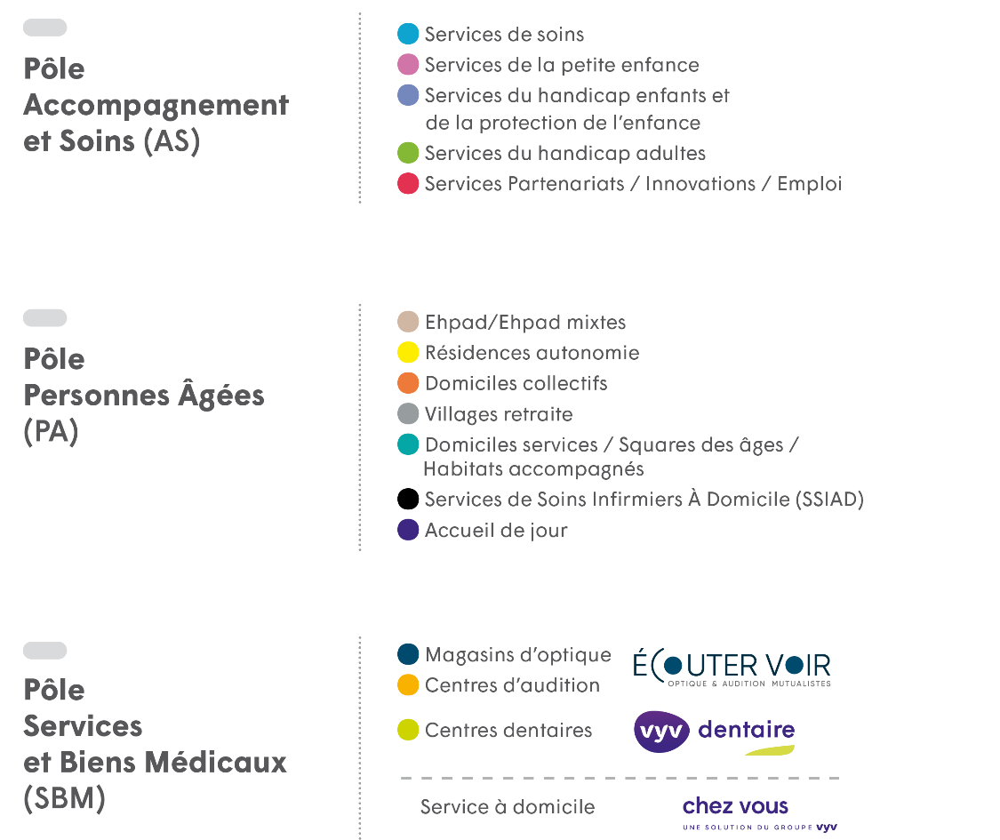 Pôle
Accompagnement
et Soins (AS)
Services de soins
Services de la petite enfance
Services du handicap enfants et
de la protection de l'enfance
Services du handicap adultes
Services Partenariats / Innovations / Emploi
Pôle
Personnes Âgées
(PA)
Ehpad/Ehpad mixtes
Résidences autonomie
Domiciles collectifs
Villages retraite
Domiciles services / Squares des âges /
Habitats accompagnés
Services de Soins Infirmiers À Domicile (SSIAD)
Accueil de jour
Pôle
Services
et Biens Médicaux
(SBM)
Magasins d'optique
Centres d'audition
ÉCOUTER VOIR
OPTIQUE & AUDITION MUTUALISTES
Centres dentaires
vyv dentaire
Service à domicile
chez vous
UNE SOLUTION DU GROUPE vyv